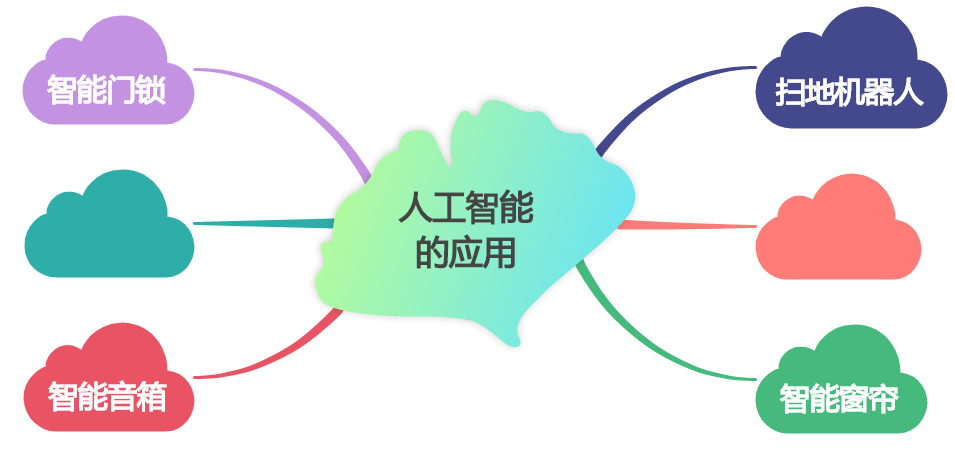 智能门锁
扫地机器人
人工智能
的应用
智能音箱
智能窗帘